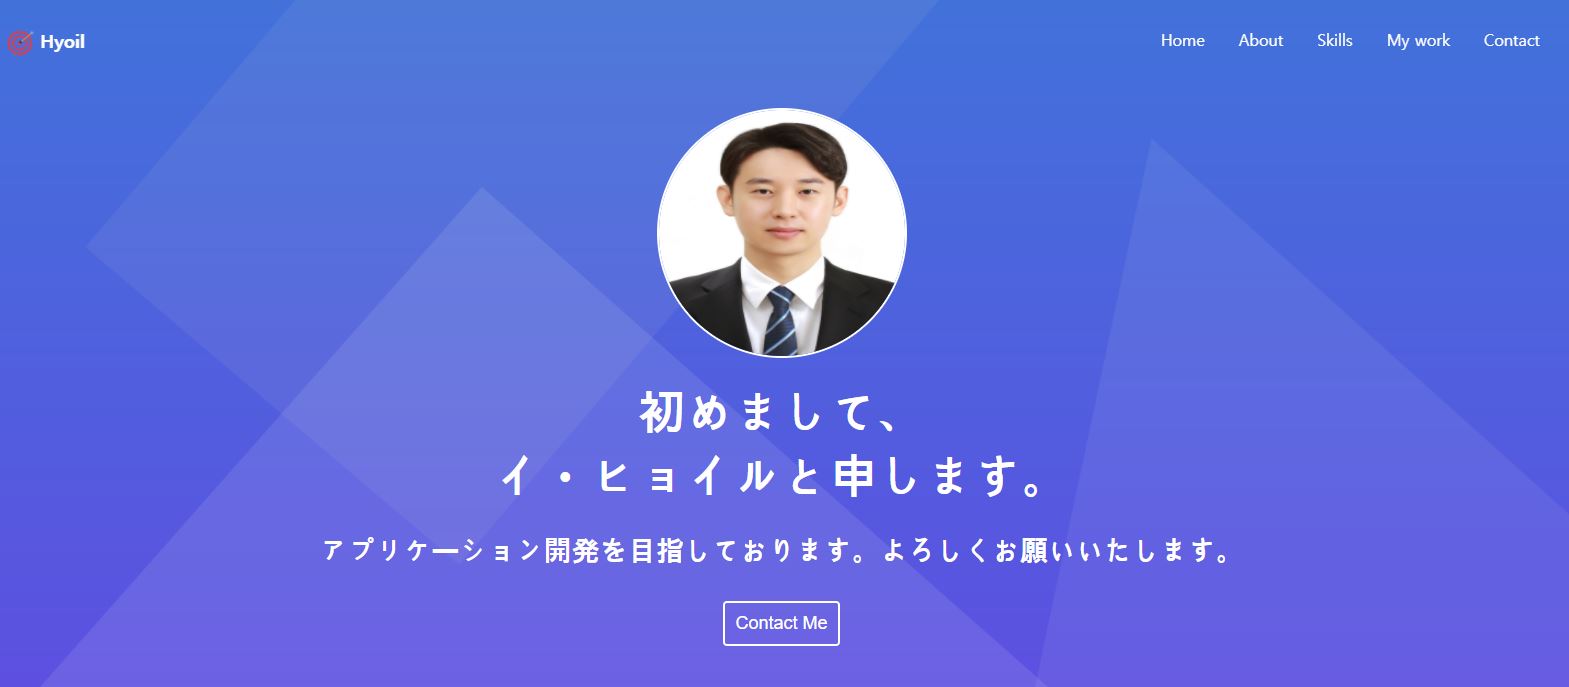 Hyoil
Home About Skills My work Contact
初めまして、
イ・ヒョイルと申します。
アプリケーション開発を目指しております。よろしくお願いいたします。
Contact Me